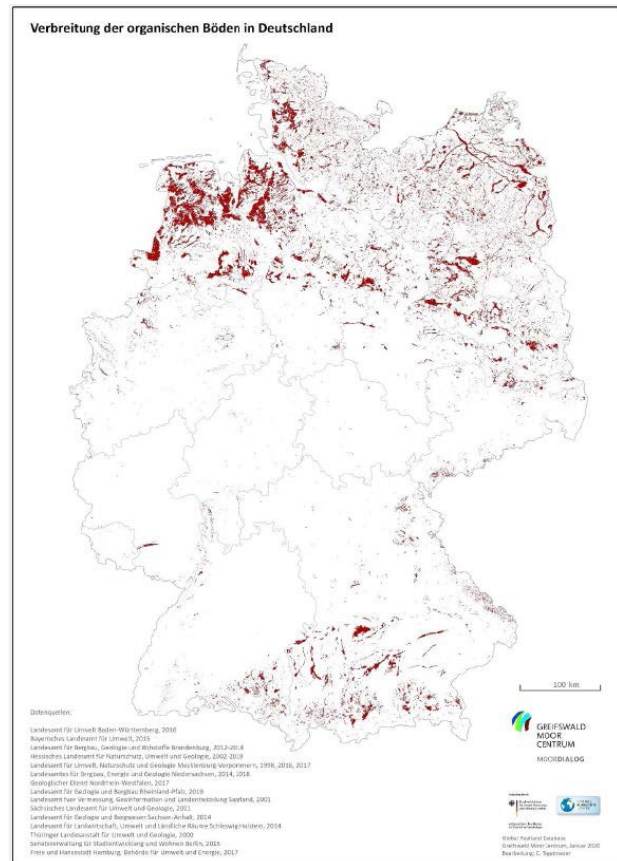 Verbreitung der organischen Böden in Deutschland
100 km
GREIFSWALD
MOOR
CENTRUM
MOORDIALOG
Datenquellen:
Landesamt für Umwelt Baden-Württemberg, 2016
Bayerisches Landesamt für Umwelt, 2015
Landesamt für Bergbau, Geologie und Rohstoffe Brandenburg, 2012-2014
Hessisches Landesamt für Naturschutz, Umwelt und Geologie, 2002-2019
Landesamt für Umwelt, Naturschutz und Geologie Mecklenburg-Vorpommern, 1998, 2016, 2017
Landesamtes für Bergbau, Energie und Geologie Niedersachsen, 2014, 2018
Geologischer Dienst Nordrhein-Westfalen, 2017
Landesamt für Geologie und Bergbau Rheinland-Pfalz, 2019
Landesamt fuer Vermessung, Geoinformation und Landentwicklung Saarland, 2001
Sächsisches Landesamt für Umwelt und Geologie, 2001
Landesamt für Geologie und Bergwesen Sachsen-Anhalt, 2014
Landesamt für Landwirtschaft, Umwelt und Ländliche Räume Schleswig-Holstein, 2014
Thüringer Landesanstalt für Umwelt und Geologie, 2000
Senatsverwaltung für Stadtentwicklung und Wohnen Berlin, 2015
Freie und Hansestadt Hamburg, Behörde für Umwelt und Energie, 2017
Global Peatland Database
Greifswald Moor Centrum, Januar 2020
Bearbeitung: C. Tegetmeyer